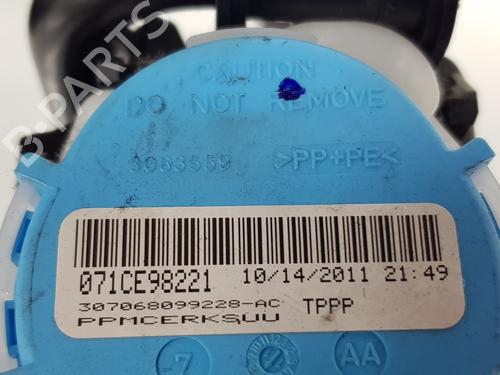 CAUTION
DO NOT REMOVE
3063559 >PP+PE<
071CE98221 10/14/2011 21:49
307068099228-AC TPPP
PPMCERKSUU
7 AA
B-PARTS